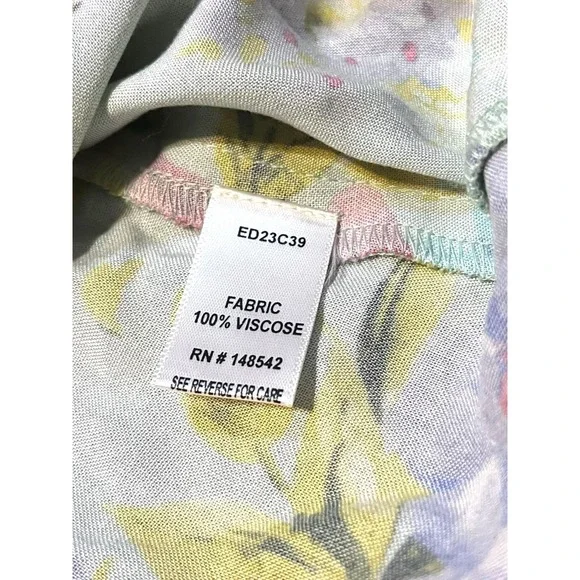 ED23C39
FABRIC
100% VISCOSE
RN # 148542
SEE REVERSE FOR CARE